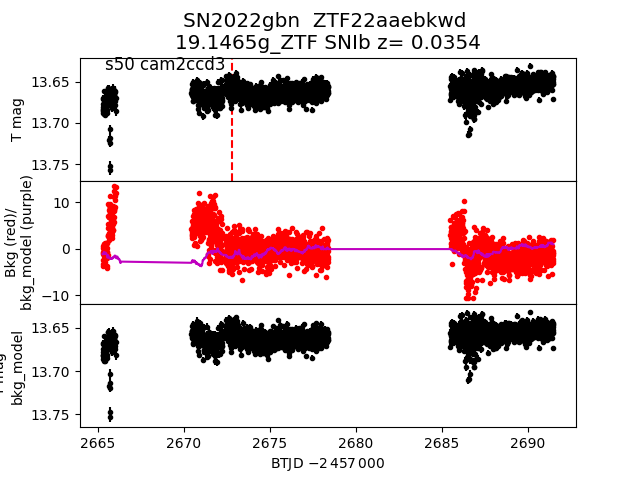 SN2022gbn ZTF22aaebkwd
19.1465g_ZTF SNIb z= 0.0354
s50 cam2ccd3
T mag
13.65
13.70
13.75
Bkg (red)/
bkg_model (purple)
10
0
−10
mag
bkg_model
13.65
13.70
13.75
2665
2670
2675
2680
2685
2690
BTJD −2 457 000